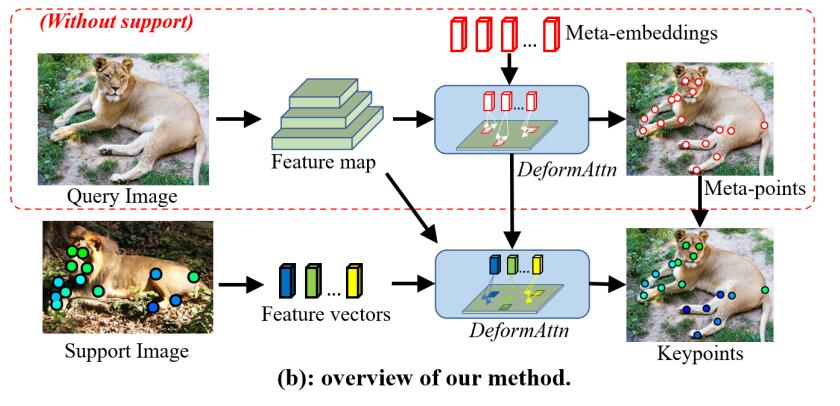 (Without support)
... Meta-embeddings
...
Feature map
DeformAttn
Query Image
Meta-points
...
...
Feature vectors
DeformAttn
Support Image
Keypoints
(b): overview of our method.